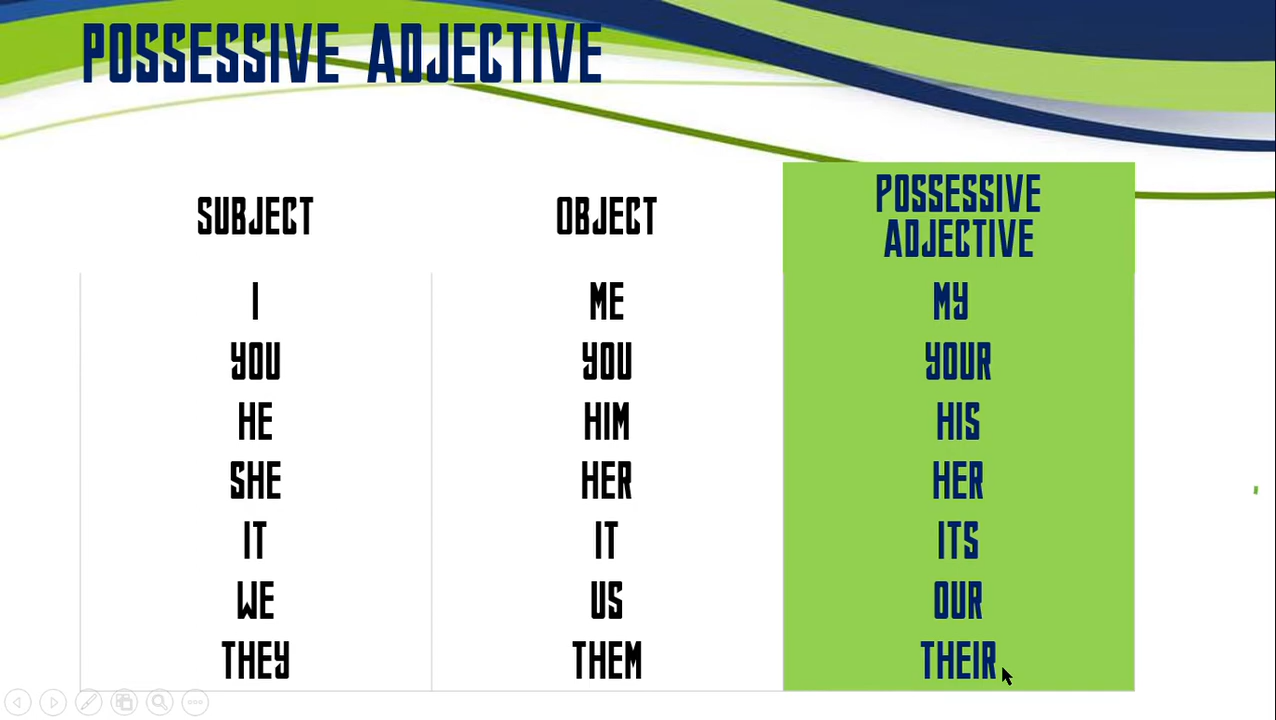 POSSESSIVE ADJECTIVE
SUBJECT OBJECT POSSESSIVE ADJECTIVE
I ME MY
YOU YOU YOUR
HE HIM HIS
SHE HER HER
IT IT ITS
WE US OUR
THEY THEM THEIR